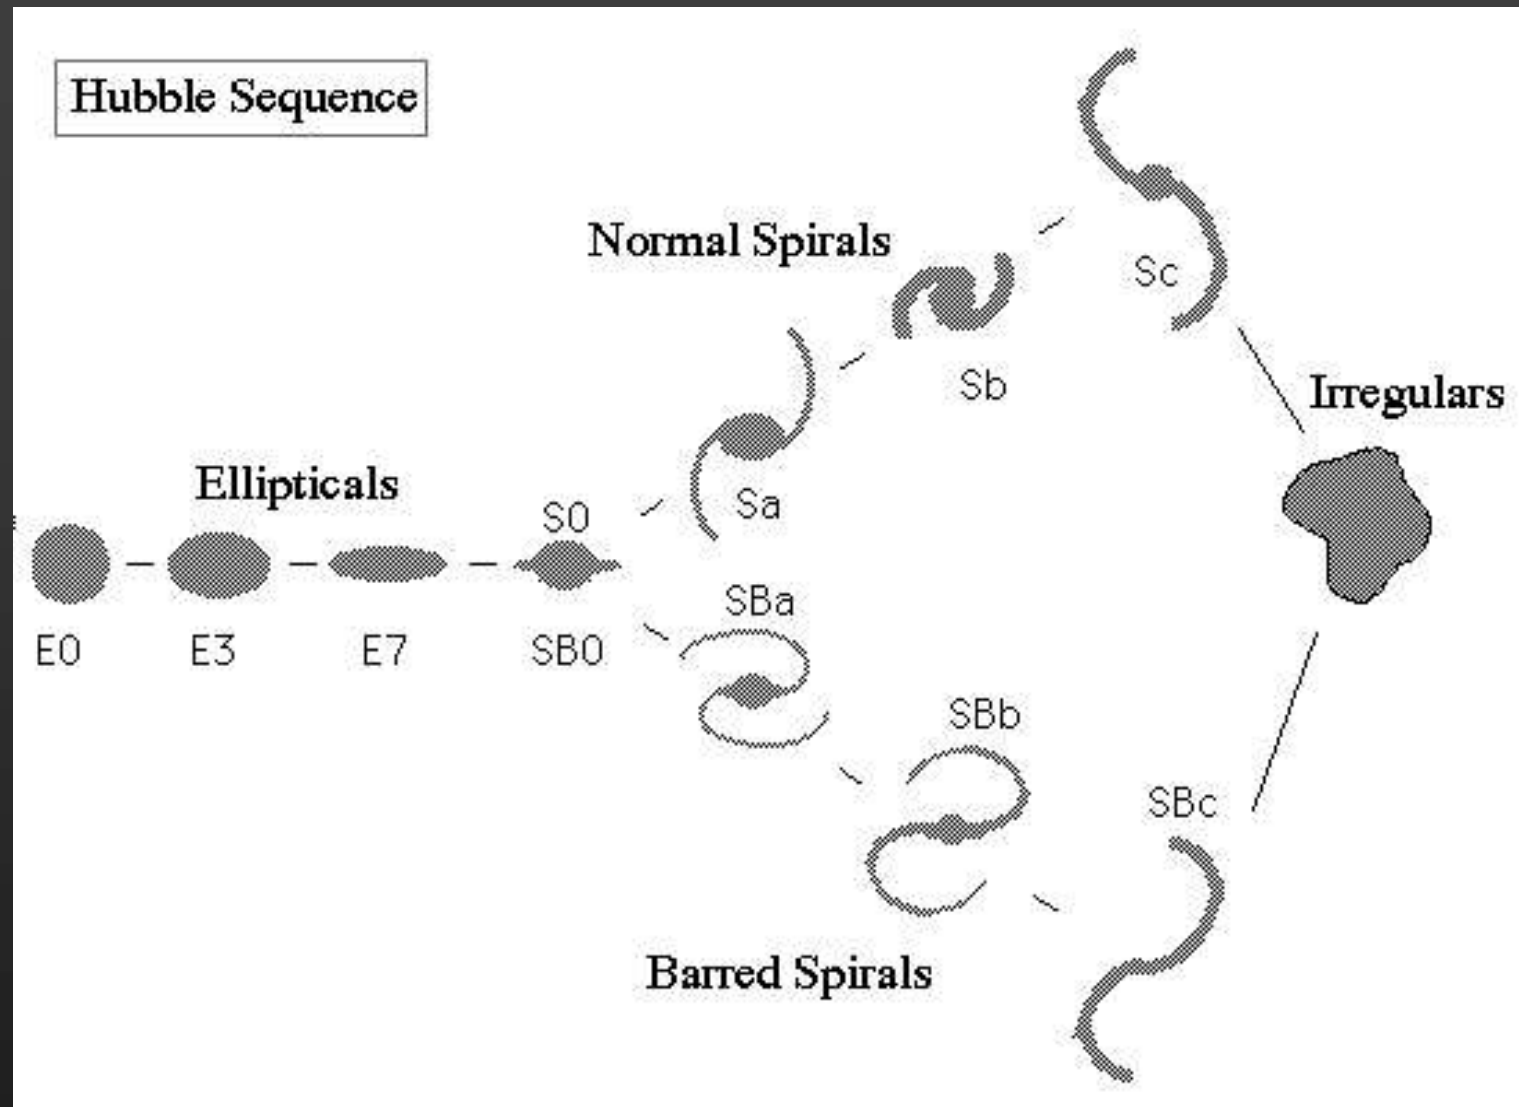 Hubble Sequence
Normal Spirals
Sc
Sb
Irregulars
Ellipticals
S0
Sa
E0
E3
E7
SB0
SBa
SBb
SBc
Barred Spirals